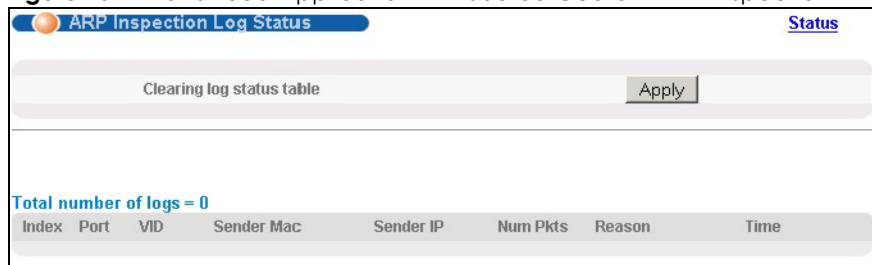 ARP Inspection Log Status Status
Clearing log status table Apply
Total number of logs = 0
Index Port VID Sender Mac Sender IP Num Pkts Reason Time